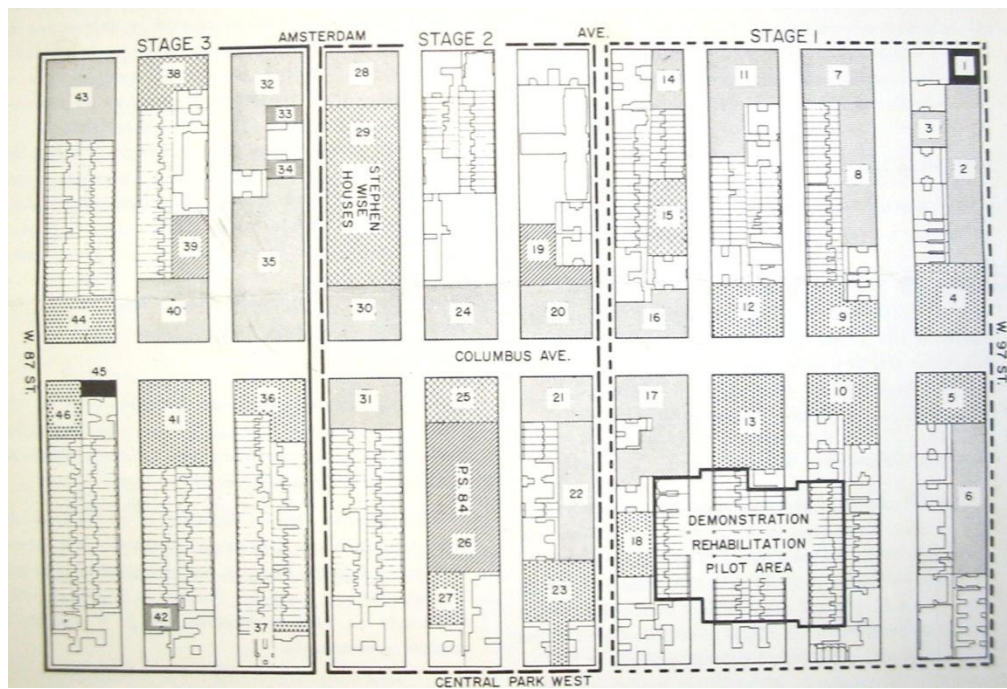 STAGE 3
AMSTERDAM
STAGE 2
AVE.
STAGE 1
43
38
32
33
34
28
29
STEPHEN
WISE
HOUSES
14
11
7
1
3
2
8
15
39
35
19
44
40
30
24
20
16
12
9
4
W. 87 ST.
COLUMBUS AVE.
W. 97 ST.
45
46
41
36
31
25
21
17
13
10
5
P.S. 84
26
22
6
18
DEMONSTRATION
REHABILITATION
PILOT AREA
27
23
42
37
CENTRAL PARK WEST